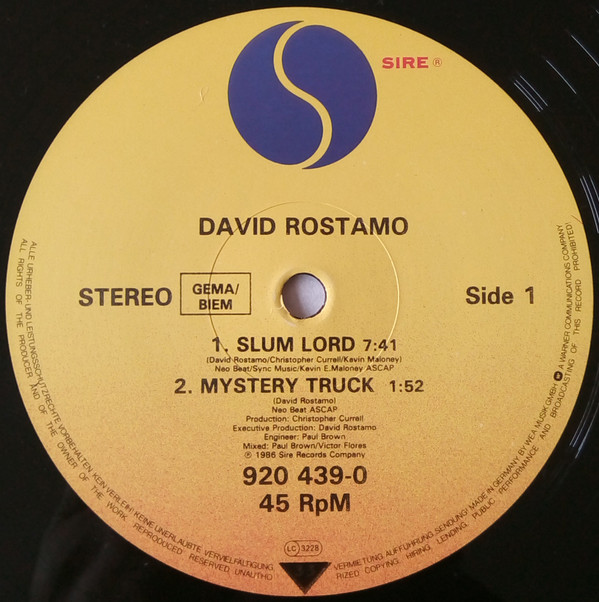 SIRE ®
DAVID ROSTAMO
STEREO
GEMA/
BIEM
Side 1
1. SLUM LORD 7:41
(David Rostamo/Christopher Currell/Kevin Maloney)
Neo Beat/Sync Music/Kevin E.Maloney ASCAP
2. MYSTERY TRUCK 1:52
(David Rostamo)
Neo Beat ASCAP
Production: Christopher Currell
Executive Production: David Rostamo
Engineer: Paul Brown
Mixed: Paul Brown/Victor Flores
℗ 1986 Sire Records Company
920 439-0
45 RpM
LC 3228
ALLE URHEBER- UND LEISTUNGSSCHUTZRECHTE VORBEHALTEN. KEIN VERLEIH! KEINE UNERLAUBTE VERVIELFÄLTIGUNG, VERMIETUNG, AUFFÜHRUNG, SENDUNG! MADE IN GERMANY BY WEA MUSIK GMBH A WARNER COMMUNICATIONS COMPANY
ALL RIGHTS OF THE PRODUCER AND OF THE OWNER OF THE WORK REPRODUCED RESERVED. UNAUTHORIZED COPYING, HIRING, LENDING, PUBLIC PERFORMANCE AND BROADCASTING OF THIS RECORD PROHIBITED!